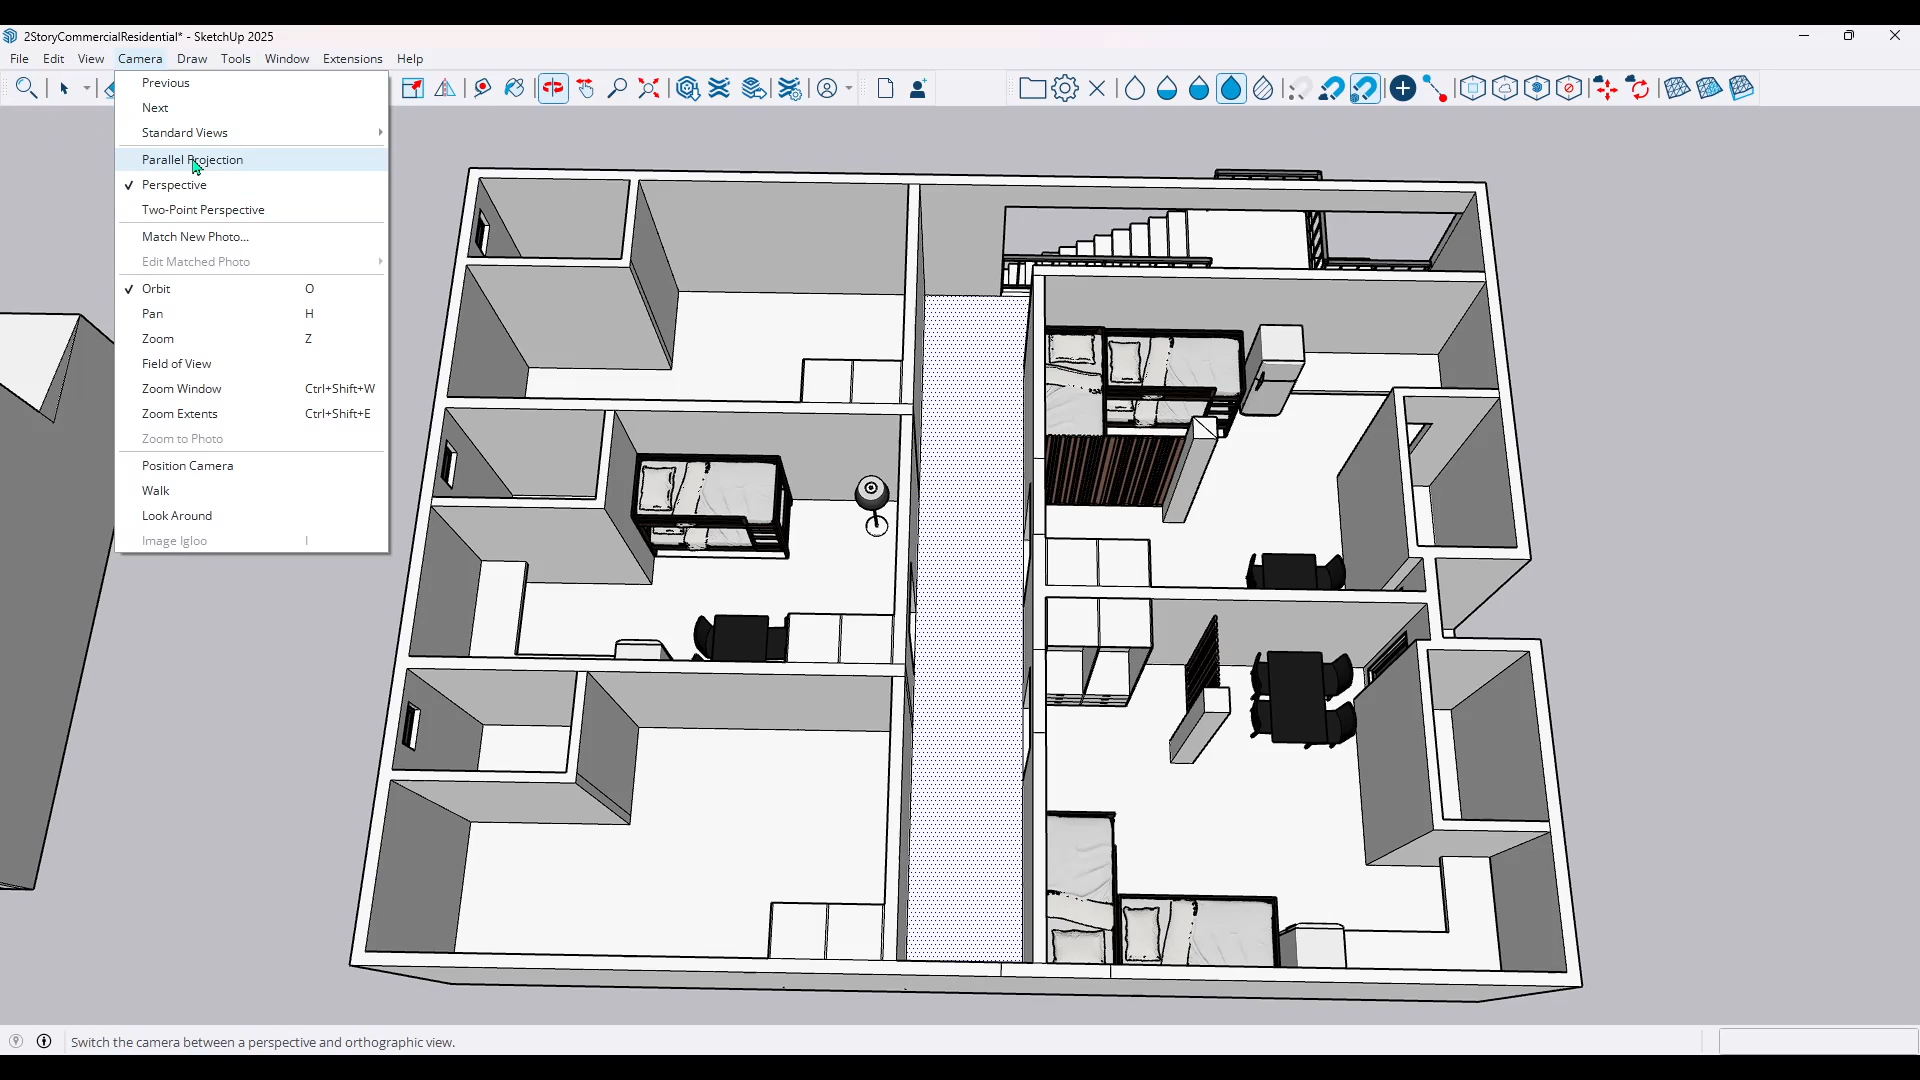 2StoryCommercialResidential* - SketchUp 2025
File Edit View Camera Draw Tools Window Extensions Help
Previous
Next
Standard Views
Parallel Projection
Perspective
Two-Point Perspective
Match New Photo...
Edit Matched Photo
Orbit O
Pan H
Zoom Z
Field of View
Zoom Window Ctrl+Shift+W
Zoom Extents Ctrl+Shift+E
Zoom to Photo
Position Camera
Walk
Look Around
Image Igloo I
Switch the camera between a perspective and orthographic view.